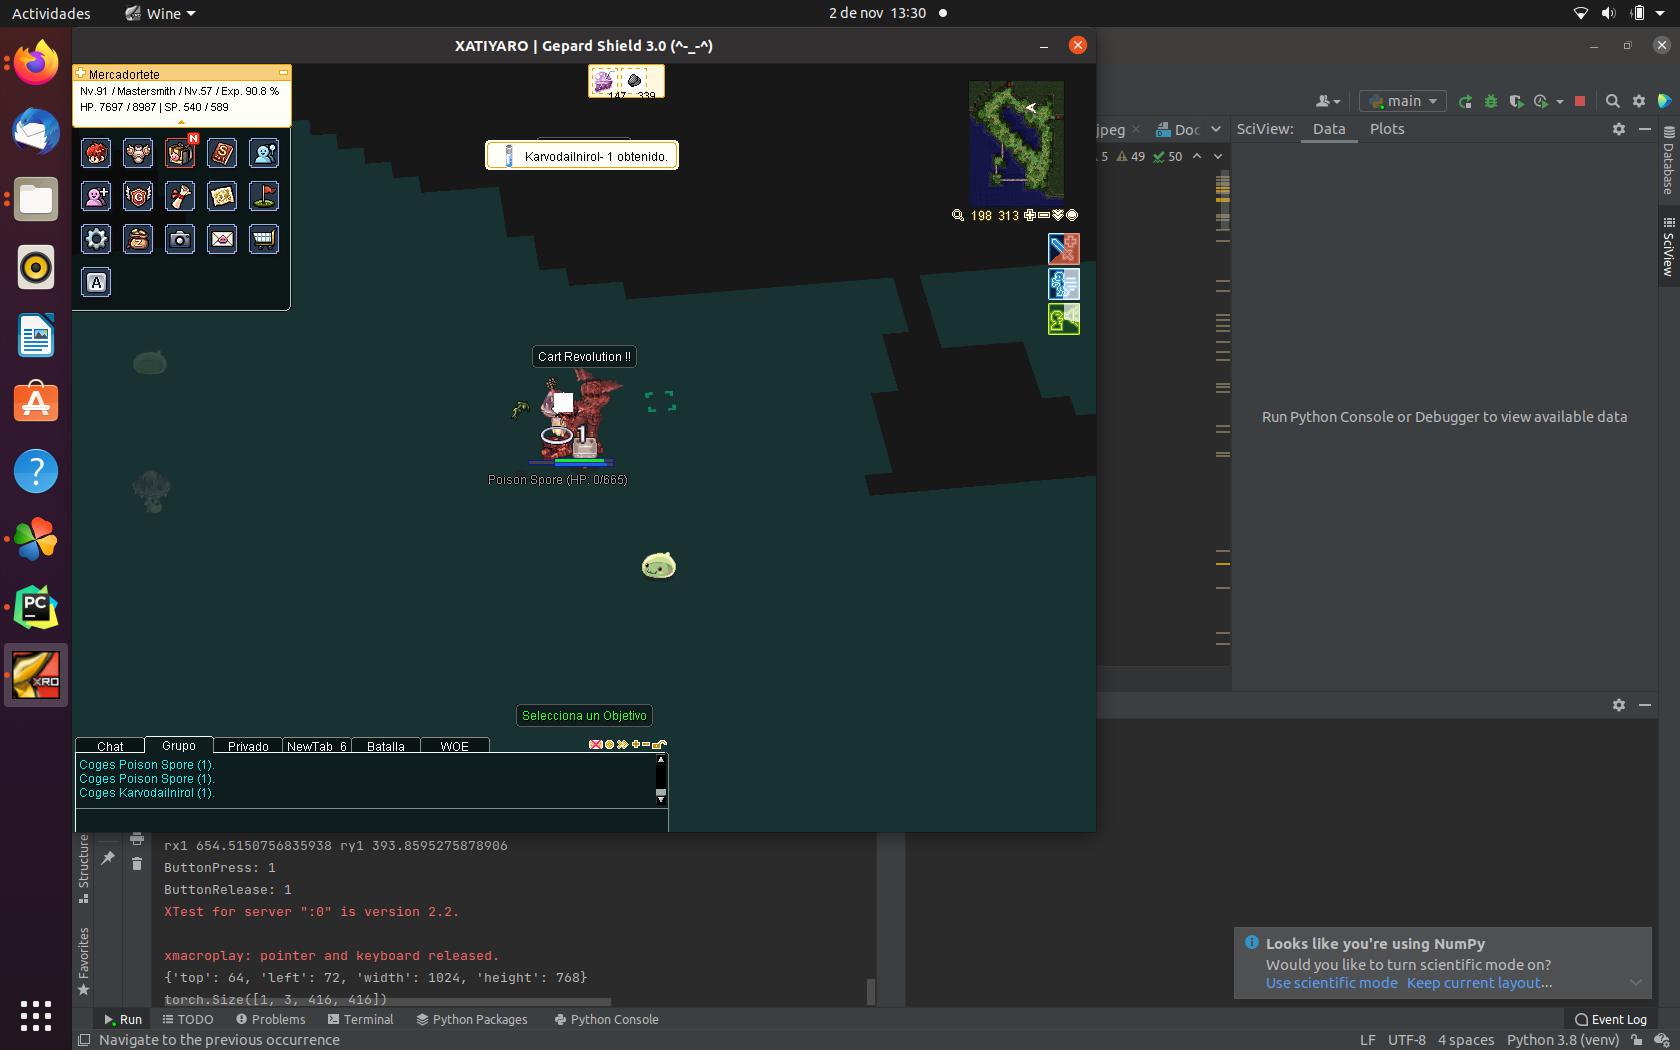 Actividades
Wine
2 de nov 13:30
XATIYARO | Gepard Shield 3.0 (^-_-^)
Mercadortete
Nv.91 / Mastersmith / Nv.57 / Exp. 90.8 %
HP. 7697 / 8987 | SP. 540 / 589
N
G
A
147 339
Karvodailnirol- 1 obtenido.
198 313
Cart Revolution !!
1
Poison Spore (HP: 0/665)
Selecciona un Objetivo
Chat
Grupo
Privado
NewTab 6
Batalla
WOE
Coges Poison Spore (1).
Coges Poison Spore (1).
Coges Karvodailnirol (1).
main
jpeg
Doc
SciView:
Data
Plots
5
49
50
Database
SciView
Run Python Console or Debugger to view available data
PC
XRO
Structure
Favorites
rx1 654.5150756835938 ry1 393.8595275878906
ButtonPress: 1
ButtonRelease: 1
XTest for server ":0" is version 2.2.
xmacroplay: pointer and keyboard released.
{'top': 64, 'left': 72, 'width': 1024, 'height': 768}
torch.Size([1, 3, 416, 416])
Looks like you're using NumPy
Would you like to turn scientific mode on?
Use scientific mode Keep current layout...
Run
TODO
Problems
Terminal
Python Packages
Python Console
Event Log
Navigate to the previous occurrence
LF UTF-8 4 spaces Python 3.8 (venv)